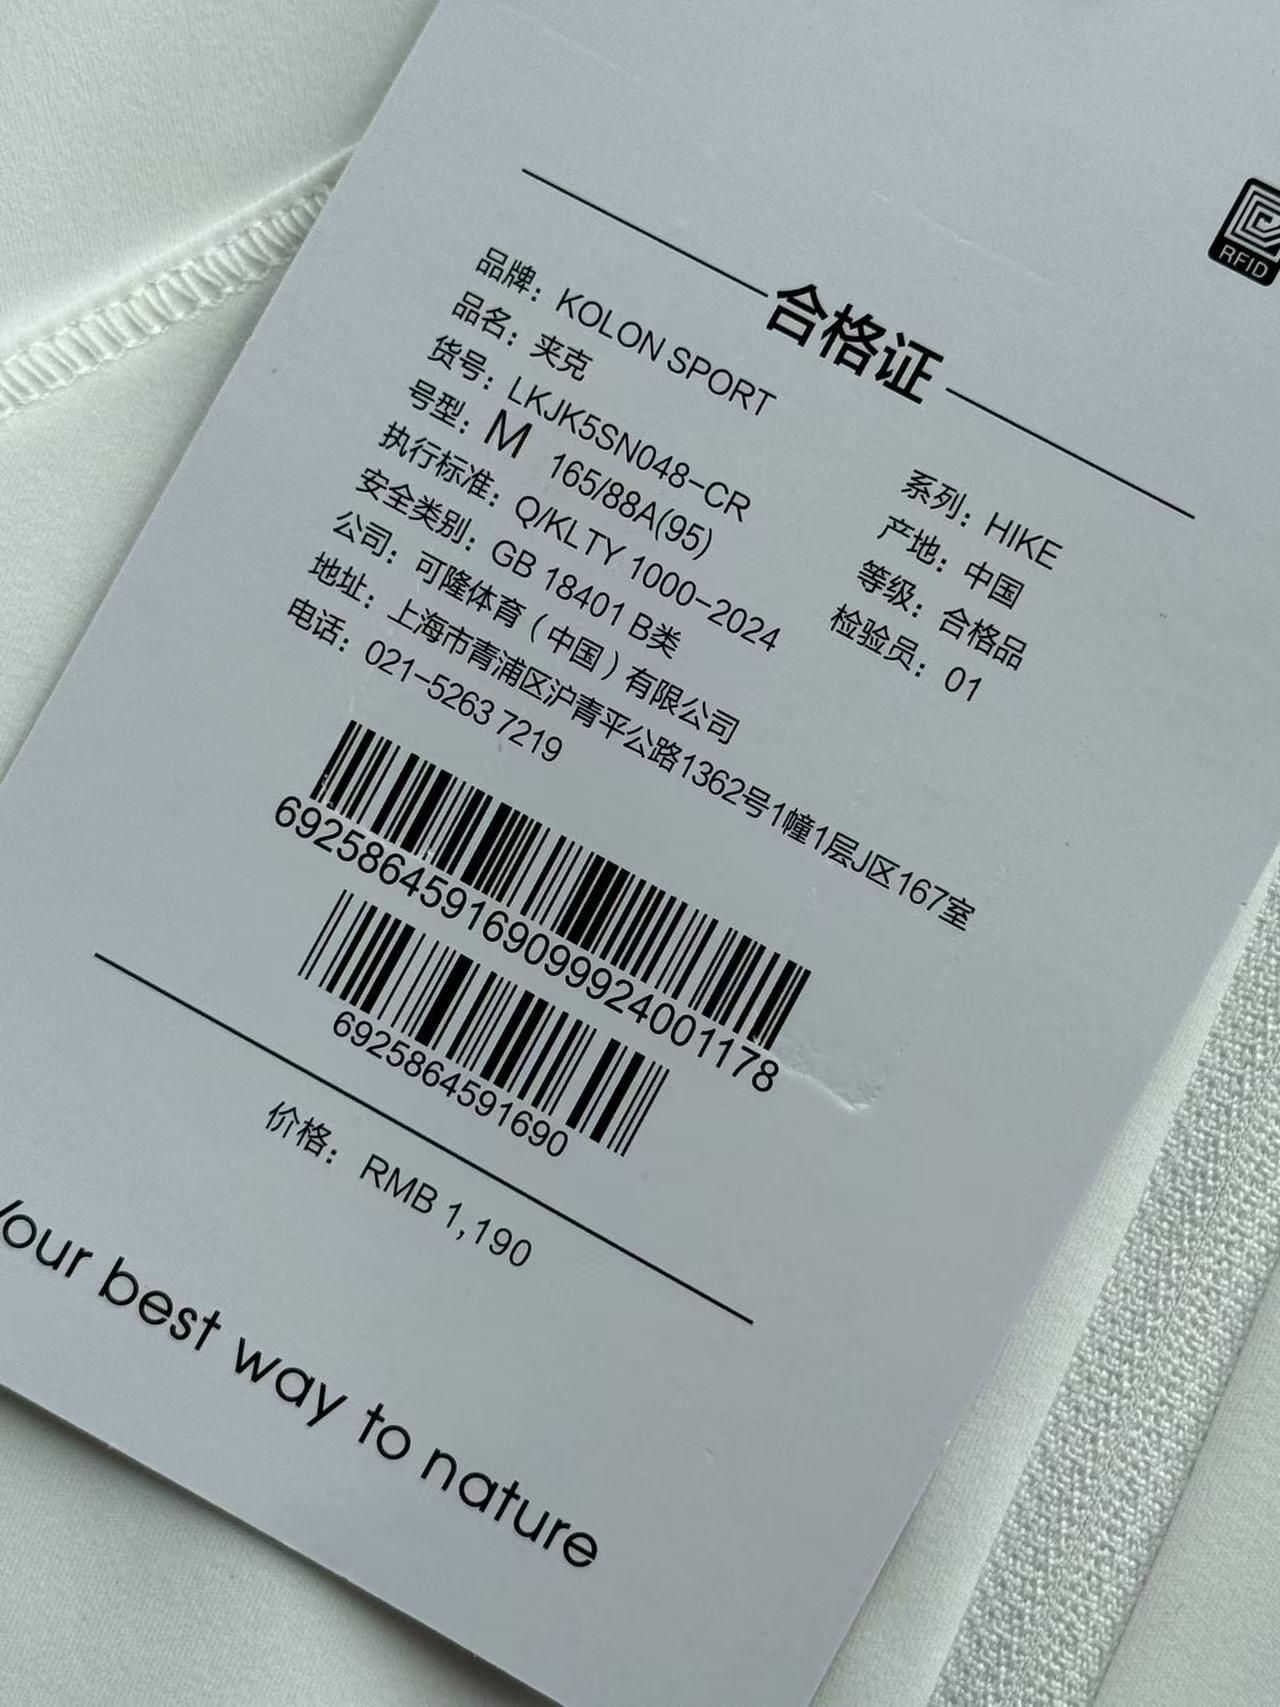 RFID
合格证
品牌：KOLON SPORT
品名：夹克
货号：LKJK5SN048-CR
号型：M 165/88A(95)
执行标准：Q/KLTY 1000-2024
安全类别：GB 18401 B类
公司：可隆体育（中国）有限公司
地址：上海市青浦区沪青平公路1362号1幢1层J区167室
电话：021-5263 7219
系列：HIKE
产地：中国
等级：合格品
检验员：01
692586459169099924001178
6925864591690
价格：RMB 1,190
Your best way to nature